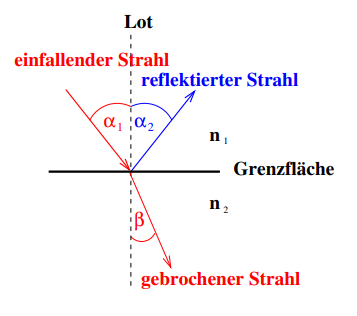 Lot
einfallender Strahl
reflektierter Strahl
α₁ α₂
n₁
Grenzfläche
n₂
β
gebrochener Strahl